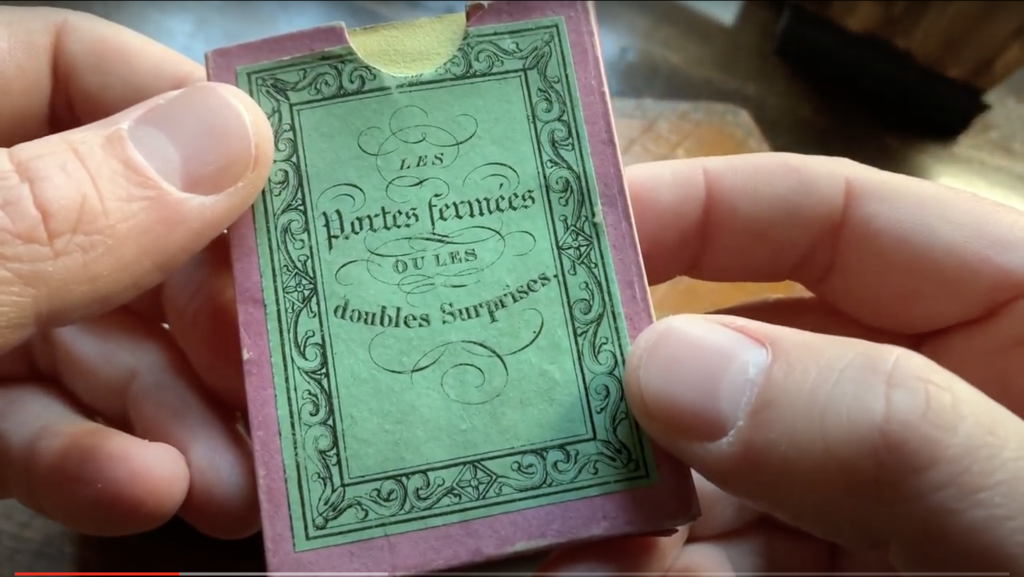 LES
Portes fermées
OU LES
doubles Surprises.